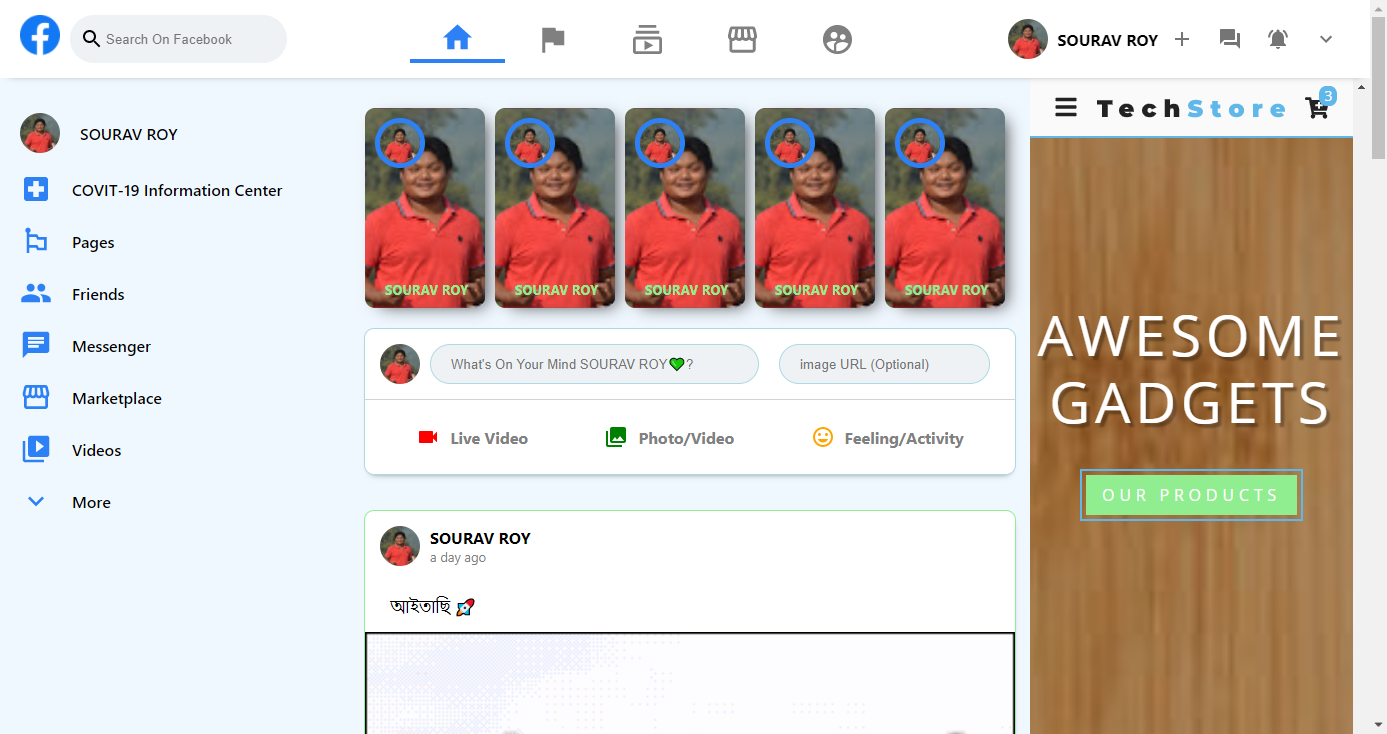 Search On Facebook
SOURAV ROY
SOURAV ROY
COVIT-19 Information Center
Pages
Friends
Messenger
Marketplace
Videos
More
SOURAV ROY
SOURAV ROY
SOURAV ROY
SOURAV ROY
SOURAV ROY
What's On Your Mind SOURAV ROY💚?
image URL (Optional)
Live Video
Photo/Video
Feeling/Activity
SOURAV ROY
a day ago
আইতাছি 🚀
TechStore
3
AWESOME
GADGETS
OUR PRODUCTS